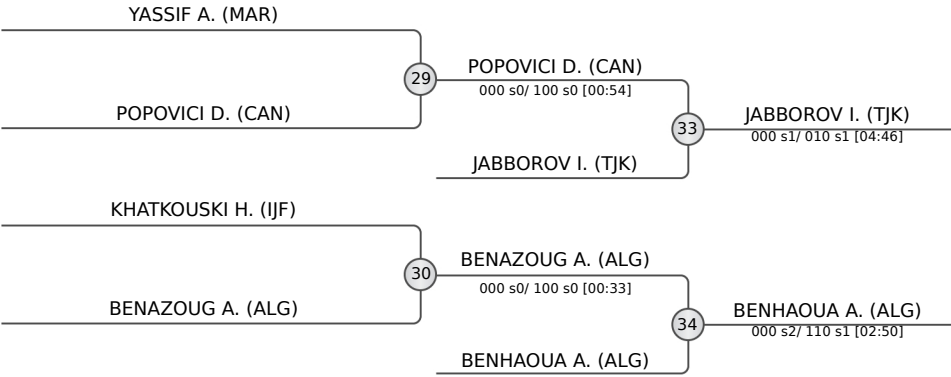 YASSIF A. (MAR)
29
POPOVICI D. (CAN)
POPOVICI D. (CAN)
000 s0/ 100 s0 [00:54]
33
JABBOROV I. (TJK)
JABBOROV I. (TJK)
000 s1/ 010 s1 [04:46]
KHATKOUSKI H. (IJF)
30
BENAZOUG A. (ALG)
BENAZOUG A. (ALG)
000 s0/ 100 s0 [00:33]
34
BENHAOUA A. (ALG)
BENHAOUA A. (ALG)
000 s2/ 110 s1 [02:50]